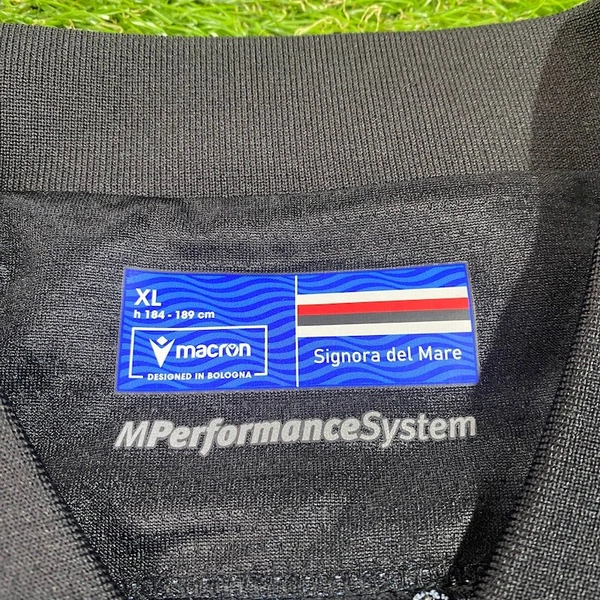 XL
h 184 - 189 cm
macron
DESIGNED IN BOLOGNA
Signora del Mare
MPerformanceSystem